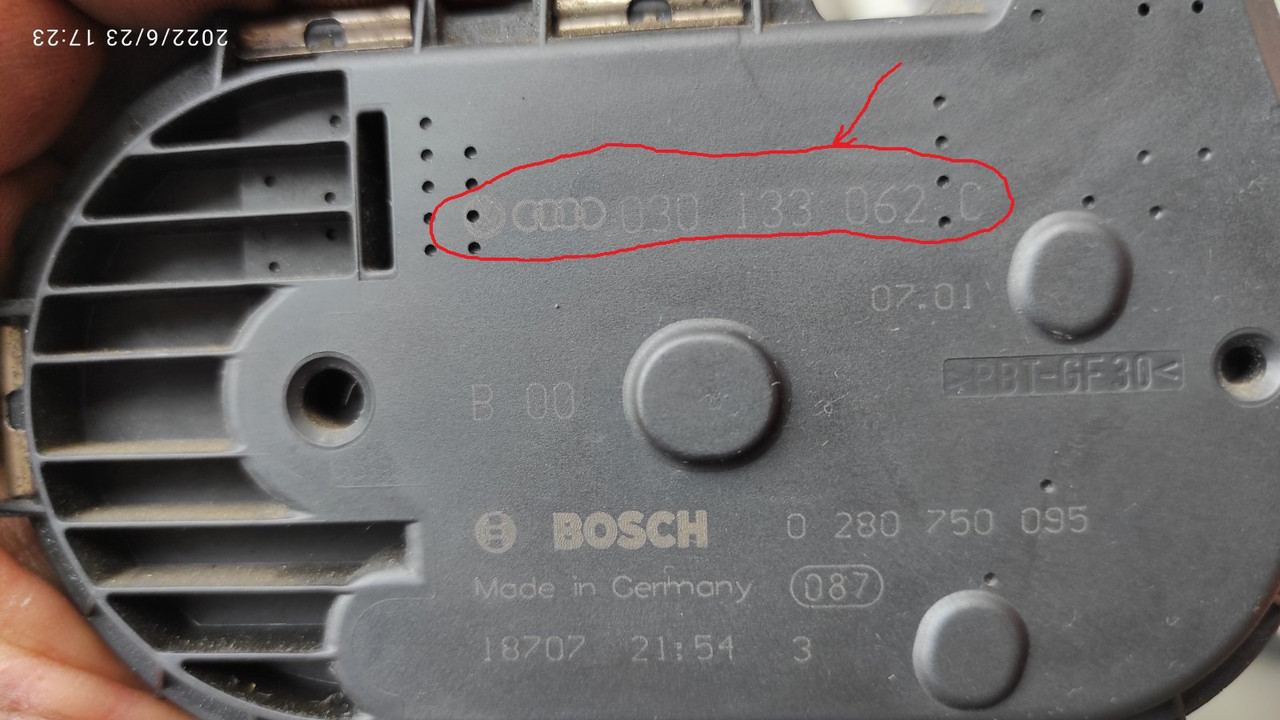 2022/6/23 17:23
030 133 062 C
07:01
B 00
>PBT-GF30<
BOSCH 0 280 750 095
Made in Germany 087
18707 21:54 3